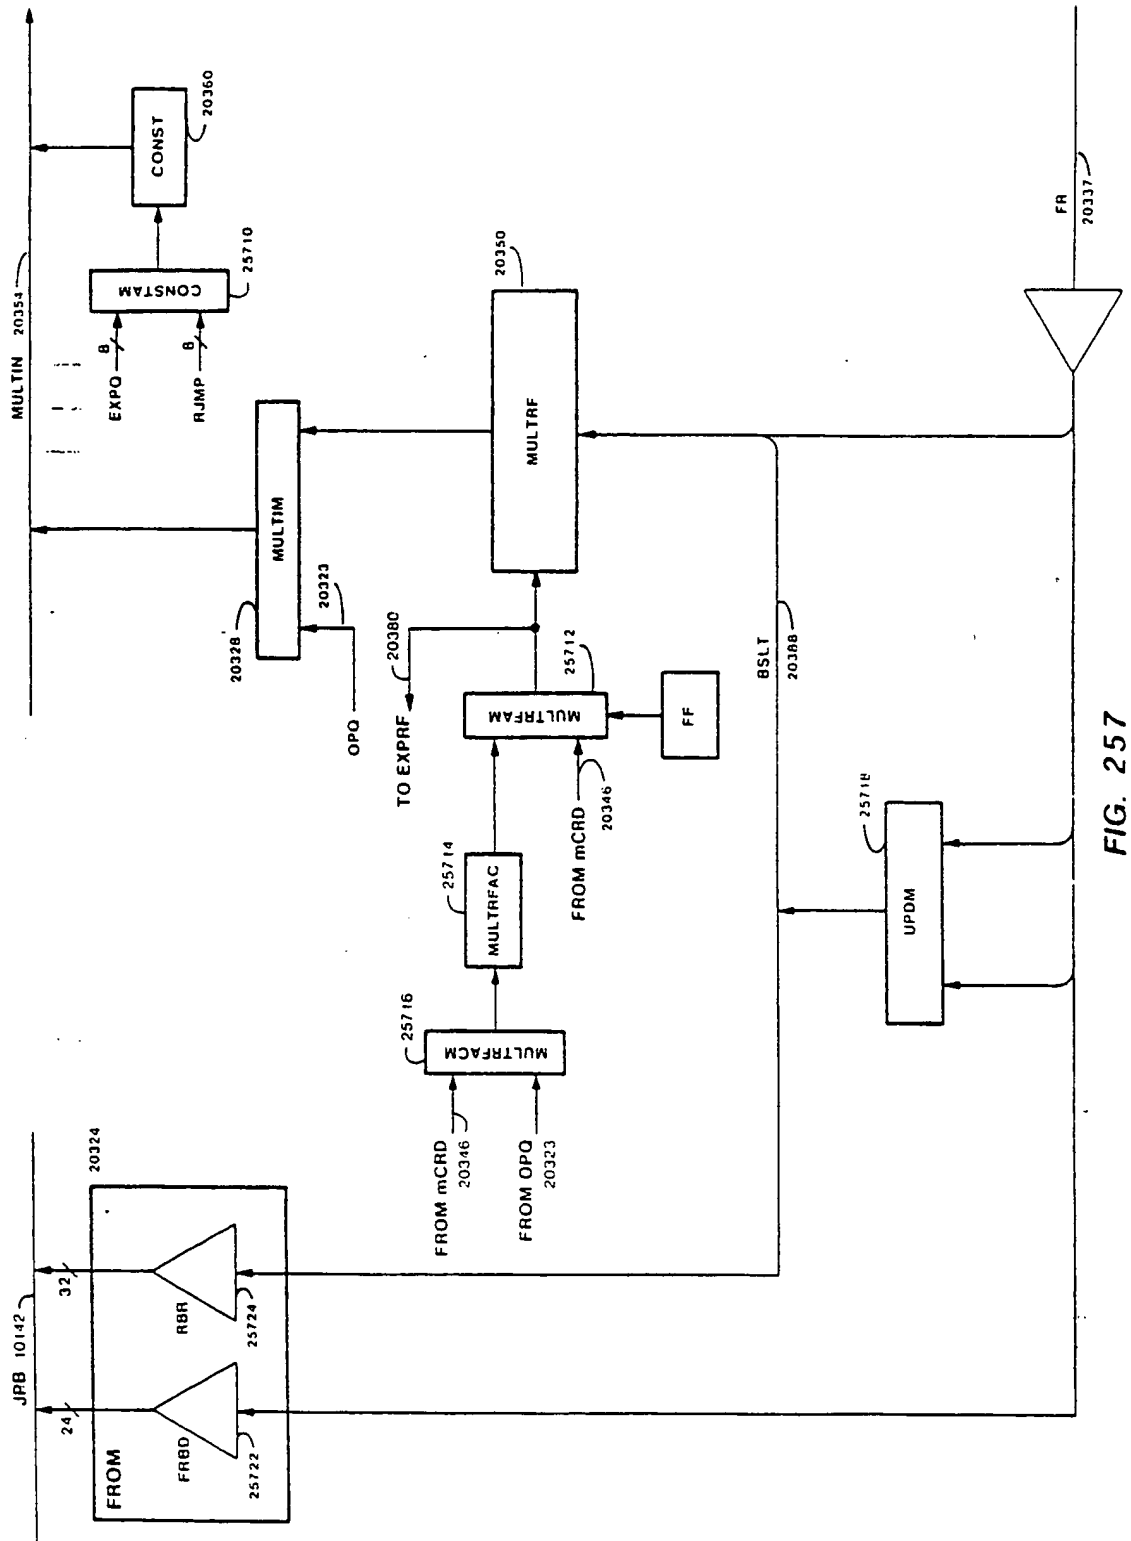 JPB 10142
24
32
FROM
20324
FRBD
25722
RBR
25724
MULTIN 20354
EXPQ
8
RJMP
8
CONSTAM
25710
CONST
20360
FROM mCRD
20346
FROM OPQ
20323
MULTRFACM
25716
MULTRFAC
25714
TO EXPRF
20380
FROM mCRD
20346
MULTRFAM
25712
FF
OPQ
20323
MULTIM
20328
MULTRF
20350
BSLT
20388
UPDM
25718
FR
20337
FIG. 257